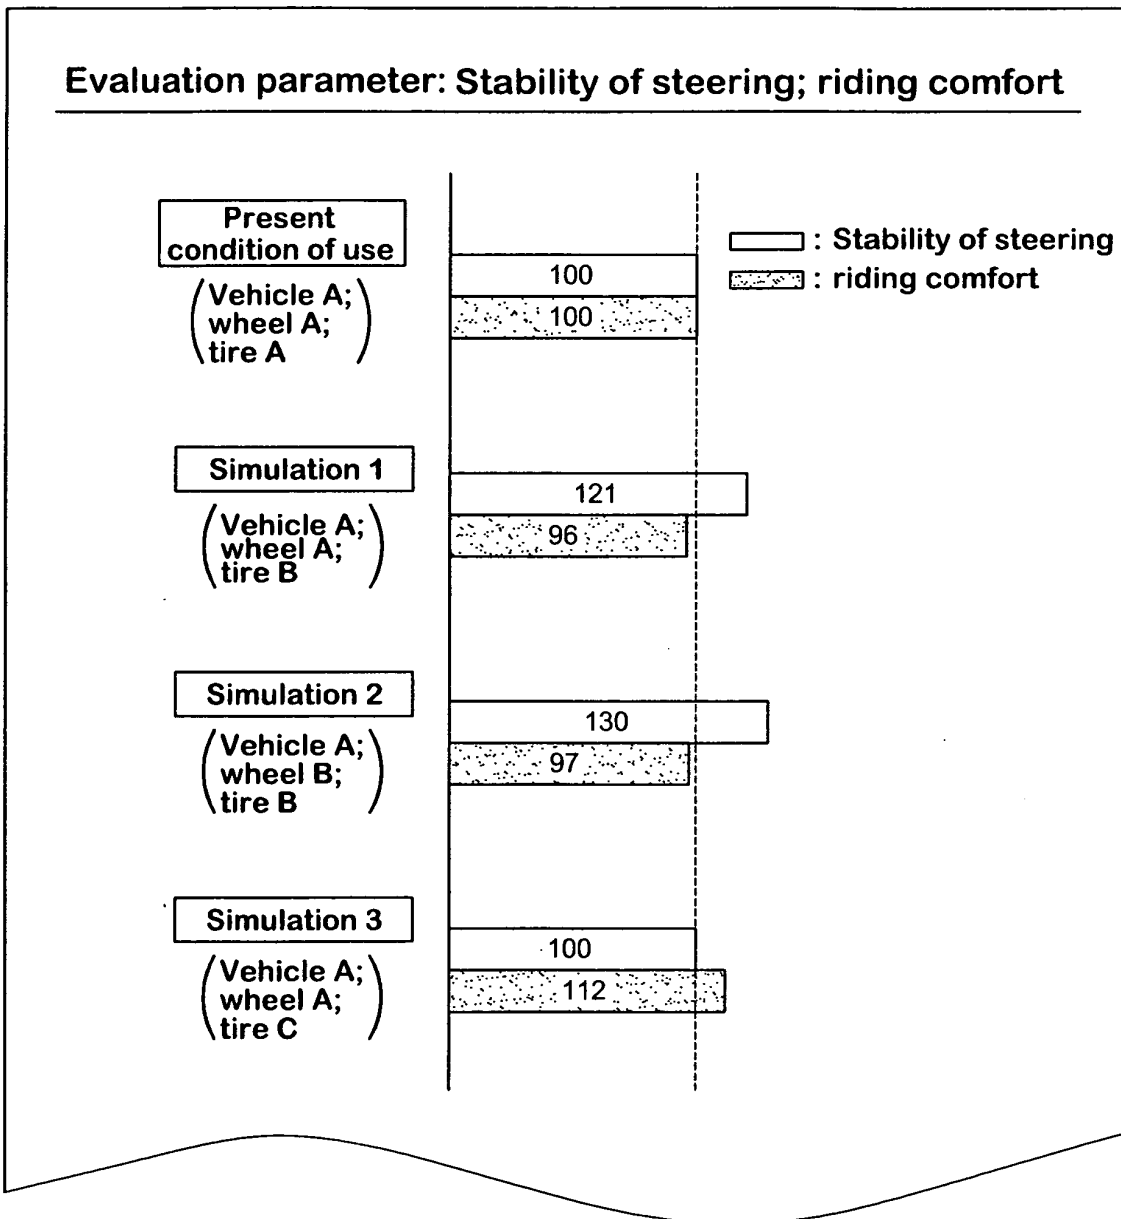 Evaluation parameter: Stability of steering; riding comfort
Present
condition of use
Vehicle A;
wheel A;
tire A
100
100
: Stability of steering
: riding comfort
Simulation 1
Vehicle A;
wheel A;
tire B
121
96
Simulation 2
Vehicle A;
wheel B;
tire B
130
97
Simulation 3
Vehicle A;
wheel A;
tire C
100
112